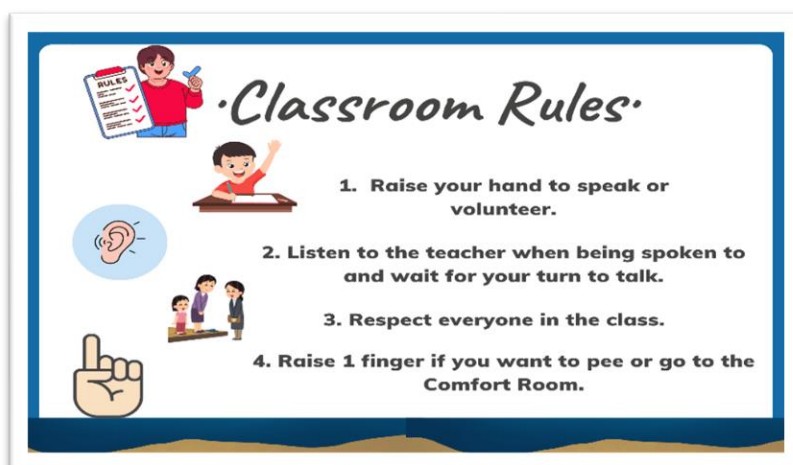 RULES
·Classroom Rules·
1. Raise your hand to speak or
volunteer.
2. Listen to the teacher when being spoken to
and wait for your turn to talk.
3. Respect everyone in the class.
4. Raise 1 finger if you want to pee or go to the
Comfort Room.